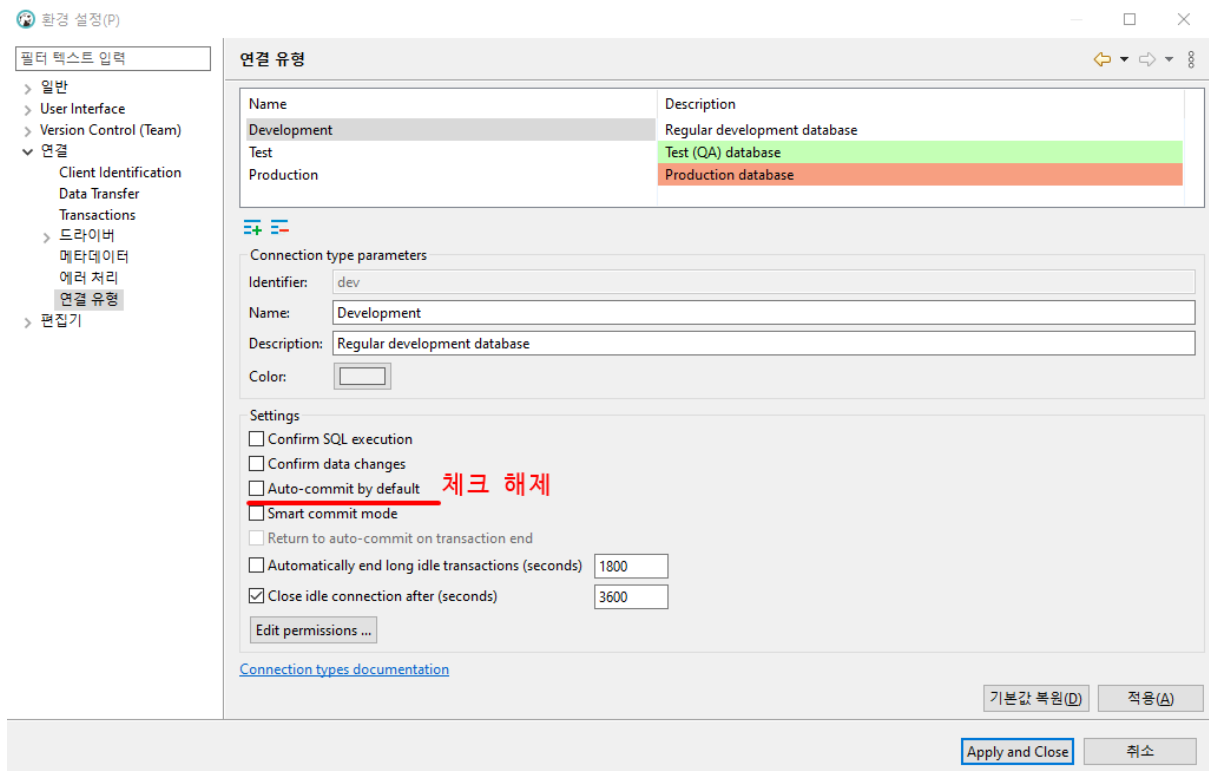 환경 설정(P)
필터 텍스트 입력
일반
User Interface
Version Control (Team)
연결
Client Identification
Data Transfer
Transactions
드라이버
메타데이터
에러 처리
연결 유형
편집기
연결 유형
Name Description
Development Regular development database
Test Test (QA) database
Production Production database
Connection type parameters
Identifier: dev
Name: Development
Description: Regular development database
Color:
Settings
Confirm SQL execution
Confirm data changes
Auto-commit by default 체크 해제
Smart commit mode
Return to auto-commit on transaction end
Automatically end long idle transactions (seconds) 1800
Close idle connection after (seconds) 3600
Edit permissions ...
Connection types documentation
기본값 복원(D) 적용(A)
Apply and Close 취소